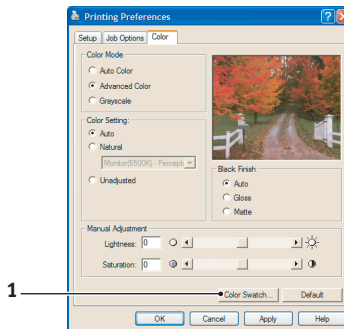 Printing Preferences
Setup Job Options Color
Color Mode
Auto Color
Advanced Color
Grayscale
Color Setting:
Auto
Natural
Monitor(6500K) - Percepti
Unadjusted
Black Finish
Auto
Gloss
Matte
Manual Adjustment
Lightness: 0
Saturation: 0
1
Color Swatch... Default
OK Cancel Apply Help